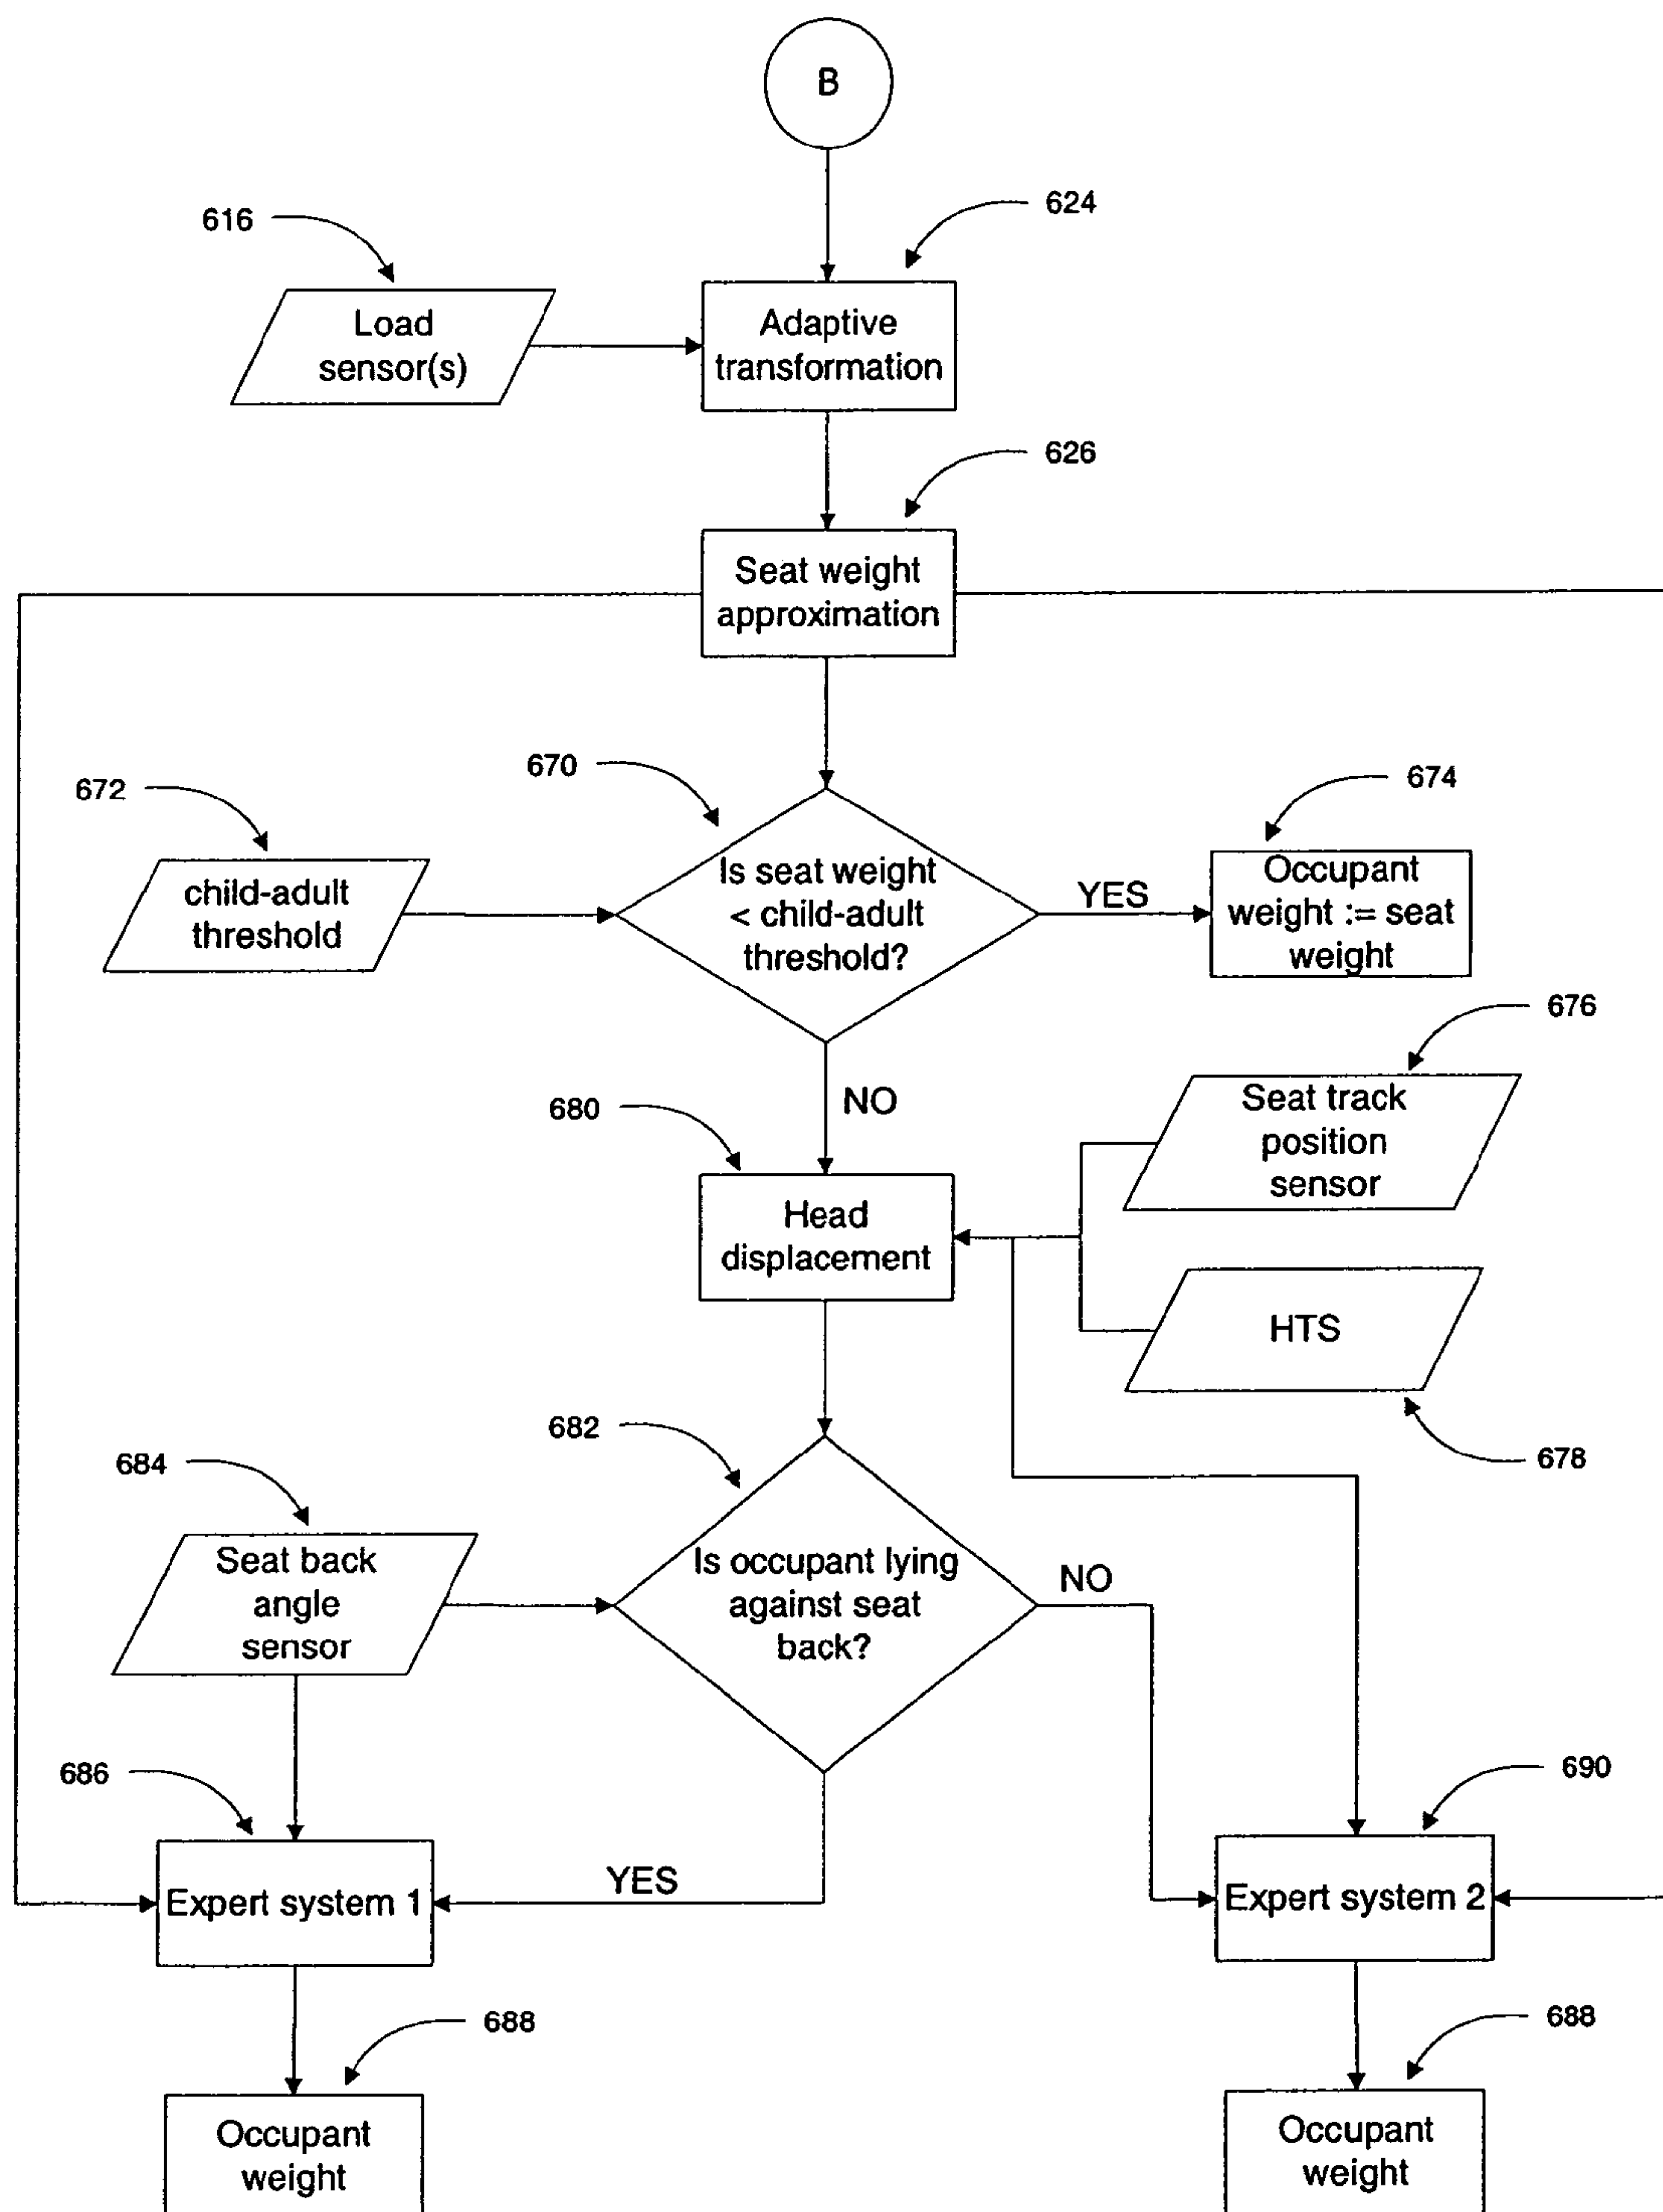 B
616
624
Load
sensor(s)
Adaptive
transformation
626
Seat weight
approximation
670
672
674
child-adult
threshold
Is seat weight
< child-adult
threshold?
YES
Occupant
weight := seat
weight
676
NO
680
Seat track
position
sensor
Head
displacement
HTS
682
684
678
Seat back
angle
sensor
Is occupant lying
against seat
back?
NO
686
690
YES
Expert system 1
Expert system 2
688
688
Occupant
weight
Occupant
weight